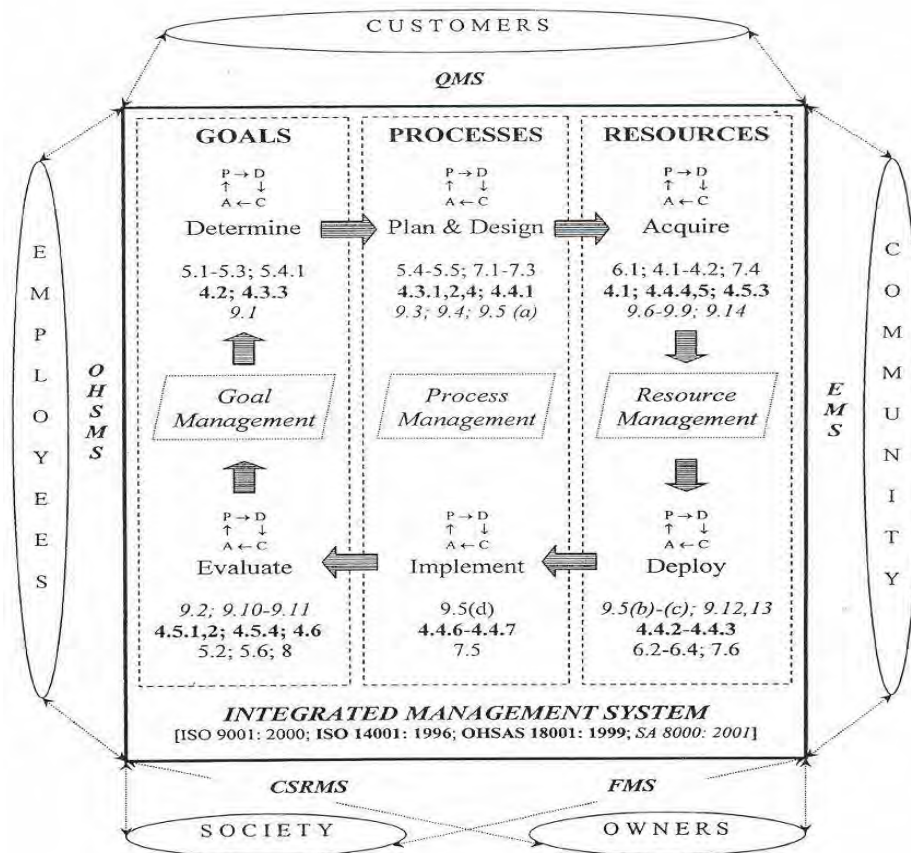 CUSTOMERS
QMS
EMPLOYEES
OHSMS
GOALS
P → D
↑ ↓
A ← C
Determine
5.1-5.3; 5.4.1
4.2; 4.3.3
9.1
Goal
Management
P → D
↑ ↓
A ← C
Evaluate
9.2; 9.10-9.11
4.5.1,2; 4.5.4; 4.6
5.2; 5.6; 8
PROCESSES
P → D
↑ ↓
A ← C
Plan & Design
5.4-5.5; 7.1-7.3
4.3.1,2,4; 4.4.1
9.3; 9.4; 9.5 (a)
Process
Management
P → D
↑ ↓
A ← C
Implement
9.5(d)
4.4.6-4.4.7
7.5
RESOURCES
P → D
↑ ↓
A ← C
Acquire
6.1; 4.1-4.2; 7.4
4.1; 4.4.4,5; 4.5.3
9.6-9.9; 9.14
Resource
Management
P → D
↑ ↓
A ← C
Deploy
9.5(b)-(c); 9.12,13
4.4.2-4.4.3
6.2-6.4; 7.6
EMS
COMMUNITY
INTEGRATED MANAGEMENT SYSTEM
[ISO 9001: 2000; ISO 14001: 1996; OHSAS 18001: 1999; SA 8000: 2001]
CSRMS
FMS
SOCIETY
OWNERS